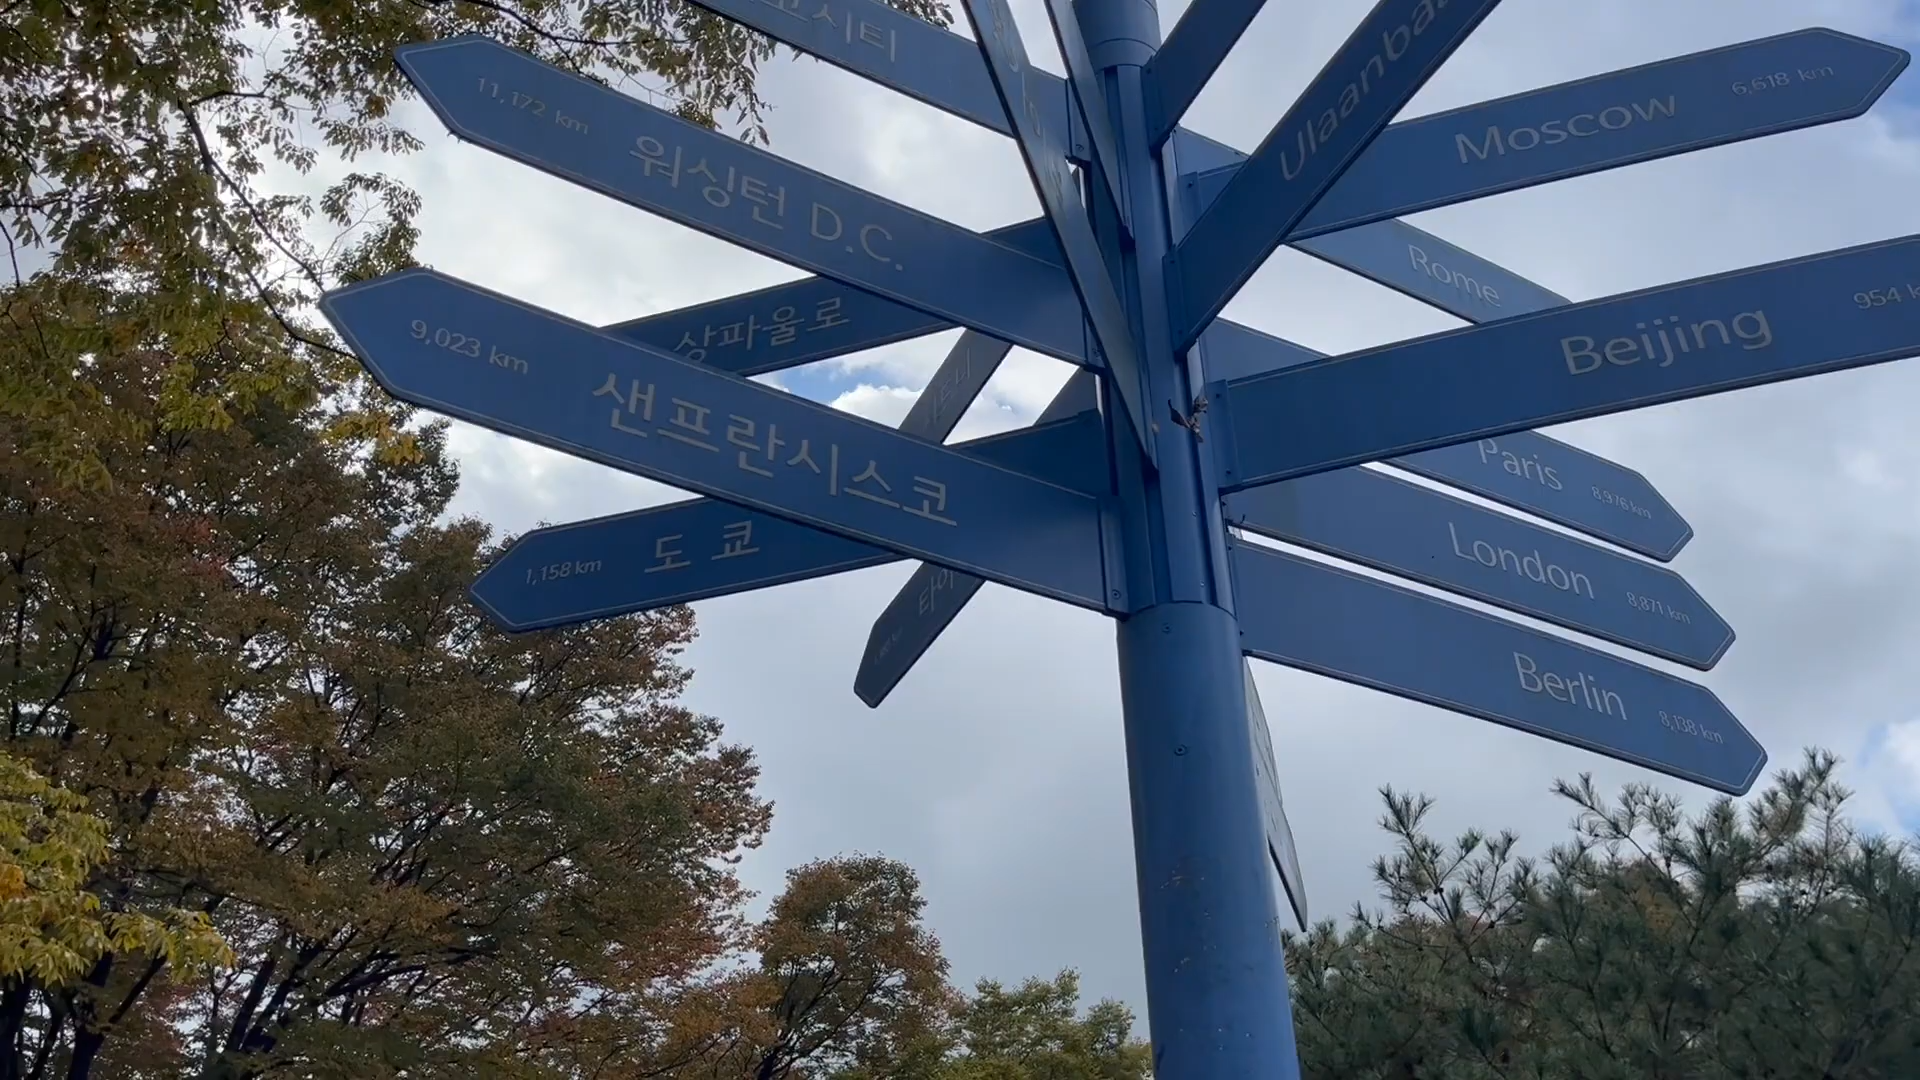 시티
11,172 km 워싱턴 D.C.
상파울로
9,023 km 샌프란시스코
1,158 km 도쿄
Moscow 6,618 km
Rome
Beijing 954
Paris 8,976 km
London 8,871 km
Berlin 8,138 km